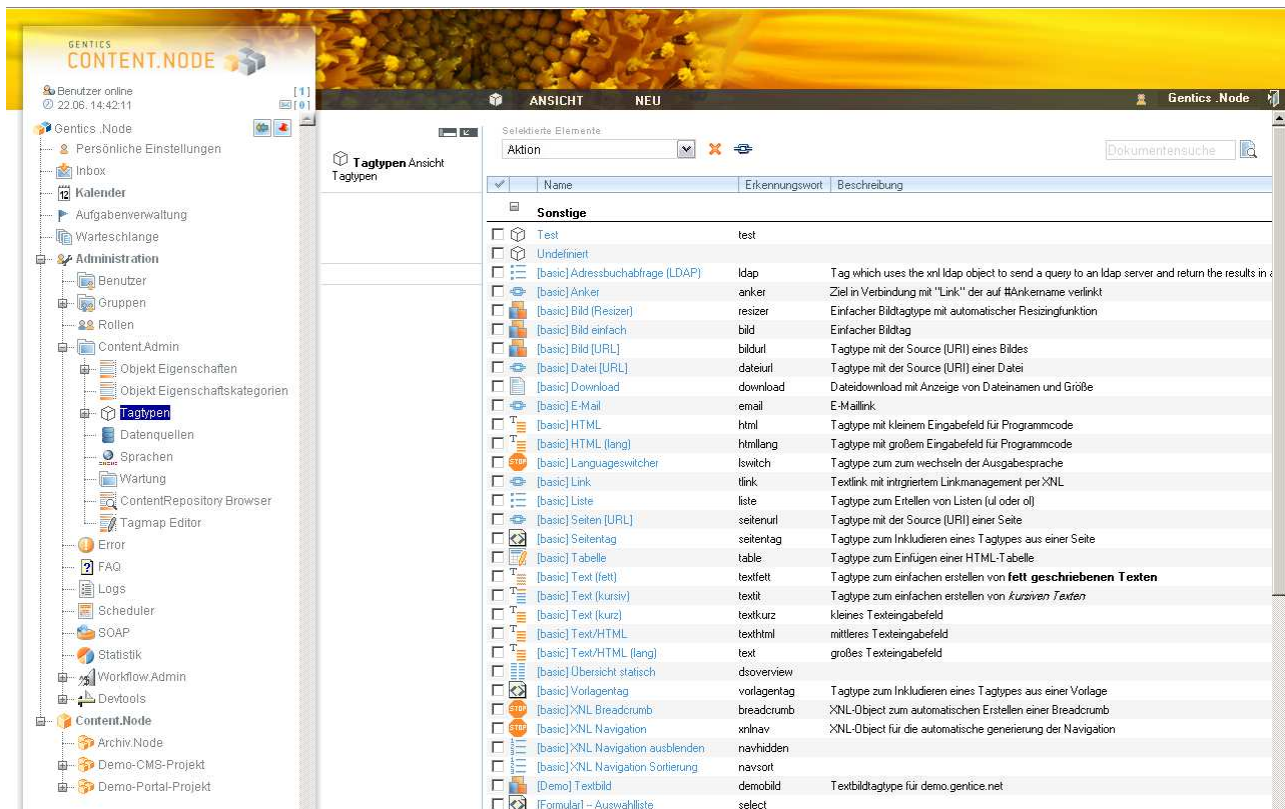 GENTICS
CONTENT.NODE
Benutzer online [1]
22.06. 14:42:11 [0]
ANSICHT NEU Gentics .Node
Gentics .Node
Persönliche Einstellungen
Inbox
12 Kalender
Aufgabenverwaltung
Warteschlange
Administration
Benutzer
Gruppen
Rollen
Content.Admin
Objekt Eigenschaften
Objekt Eigenschaftskategorien
Tagtypen
Datenquellen
Sprachen
Wartung
ContentRepository Browser
Tagmap Editor
Error
FAQ
Logs
Scheduler
SOAP
Statistik
Workflow.Admin
Devtools
Content.Node
Archiv.Node
Demo-CMS-Projekt
Demo-Portal-Projekt
Tagtypen Ansicht
Tagtypen
Selektierte Elemente
Aktion
Dokumentensuche
Name Erkennungswort Beschreibung
Sonstige
Test test
Undefiniert
[basic] Adressbuchabfrage (LDAP) ldap Tag which uses the xnl ldap object to send a query to an ldap server and return the results in
[basic] Anker anker Ziel in Verbindung mit "Link" der auf #Ankername verlinkt
[basic] Bild (Resizer) resizer Einfacher Bildtagtype mit automatischer Resizingfunktion
[basic] Bild einfach bild Einfacher Bildtag
[basic] Bild [URL] bildurl Tagtype mit der Source (URI) eines Bildes
[basic] Datei [URL] dateiurl Tagtype mit der Source (URI) einer Datei
[basic] Download download Dateidownload mit Anzeige von Dateinamen und Größe
[basic] E-Mail email E-Maillink
[basic] HTML html Tagtype mit kleinem Eingabefeld für Programmcode
[basic] HTML (lang) htmllang Tagtype mit großem Eingabefeld für Programmcode
STOP [basic] Languageswitcher lswitch Tagtype zum zum wechseln der Ausgabesprache
[basic] Link tlink Textlink mit intrgiertem Linkmanagement per XNL
[basic] Liste liste Tagtype zum Ertellen von Listen (ul oder ol)
[basic] Seiten [URL] seitenurl Tagtype mit der Source (URI) einer Seite
[basic] Seitentag seitentag Tagtype zum Inkludieren eines Tagtypes aus einer Seite
[basic] Tabelle table Tagtype zum Einfügen einer HTML-Tabelle
[basic] Text (fett) textfett Tagtype zum einfachen erstellen von fett geschriebenen Texten
[basic] Text (kursiv) textit Tagtype zum einfachen erstellen von kursiven Texten
[basic] Text (kurz) textkurz kleines Texteingabefeld
[basic] Text/HTML texthtml mittleres Texteingabefeld
[basic] Text/HTML (lang) text großes Texteingabefeld
[basic] Übersicht statisch dsoverview
[basic] Vorlagentag vorlagentag Tagtype zum Inkludieren eines Tagtypes aus einer Vorlage
STOP [basic] XNL Breadcrumb breadcrumb XNL-Object zum automatischen Erstellen einer Breadcrumb
STOP [basic] XNL Navigation xnlnav XNL-Object für die automatische generierung der Navigation
[basic] XNL Navigation ausblenden navhidden
[basic] XNL Navigation Sortierung navsort
[Demo] Textbild demobild Textbildtagtype für demo.gentice.net
[Formular] – Auswahlliste select